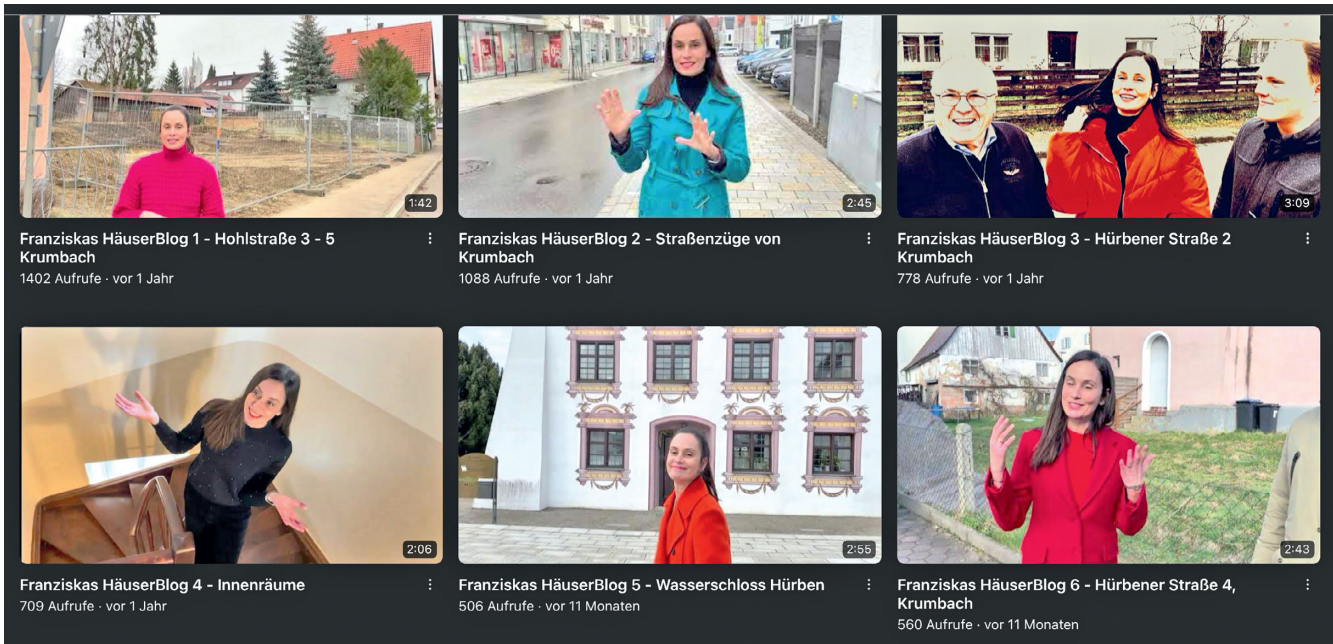 1:42
2:45
3:09
Franziskas HäuserBlog 1 - Hohlstraße 3 - 5
Krumbach
1402 Aufrufe · vor 1 Jahr
Franziskas HäuserBlog 2 - Straßenzüge von
Krumbach
1088 Aufrufe · vor 1 Jahr
Franziskas HäuserBlog 3 - Hürbener Straße 2
Krumbach
778 Aufrufe · vor 1 Jahr
2:06
2:55
2:43
Franziskas HäuserBlog 4 - Innenräume
709 Aufrufe · vor 1 Jahr
Franziskas HäuserBlog 5 - Wasserschloss Hürben
506 Aufrufe · vor 11 Monaten
Franziskas HäuserBlog 6 - Hürbener Straße 4,
Krumbach
560 Aufrufe · vor 11 Monaten